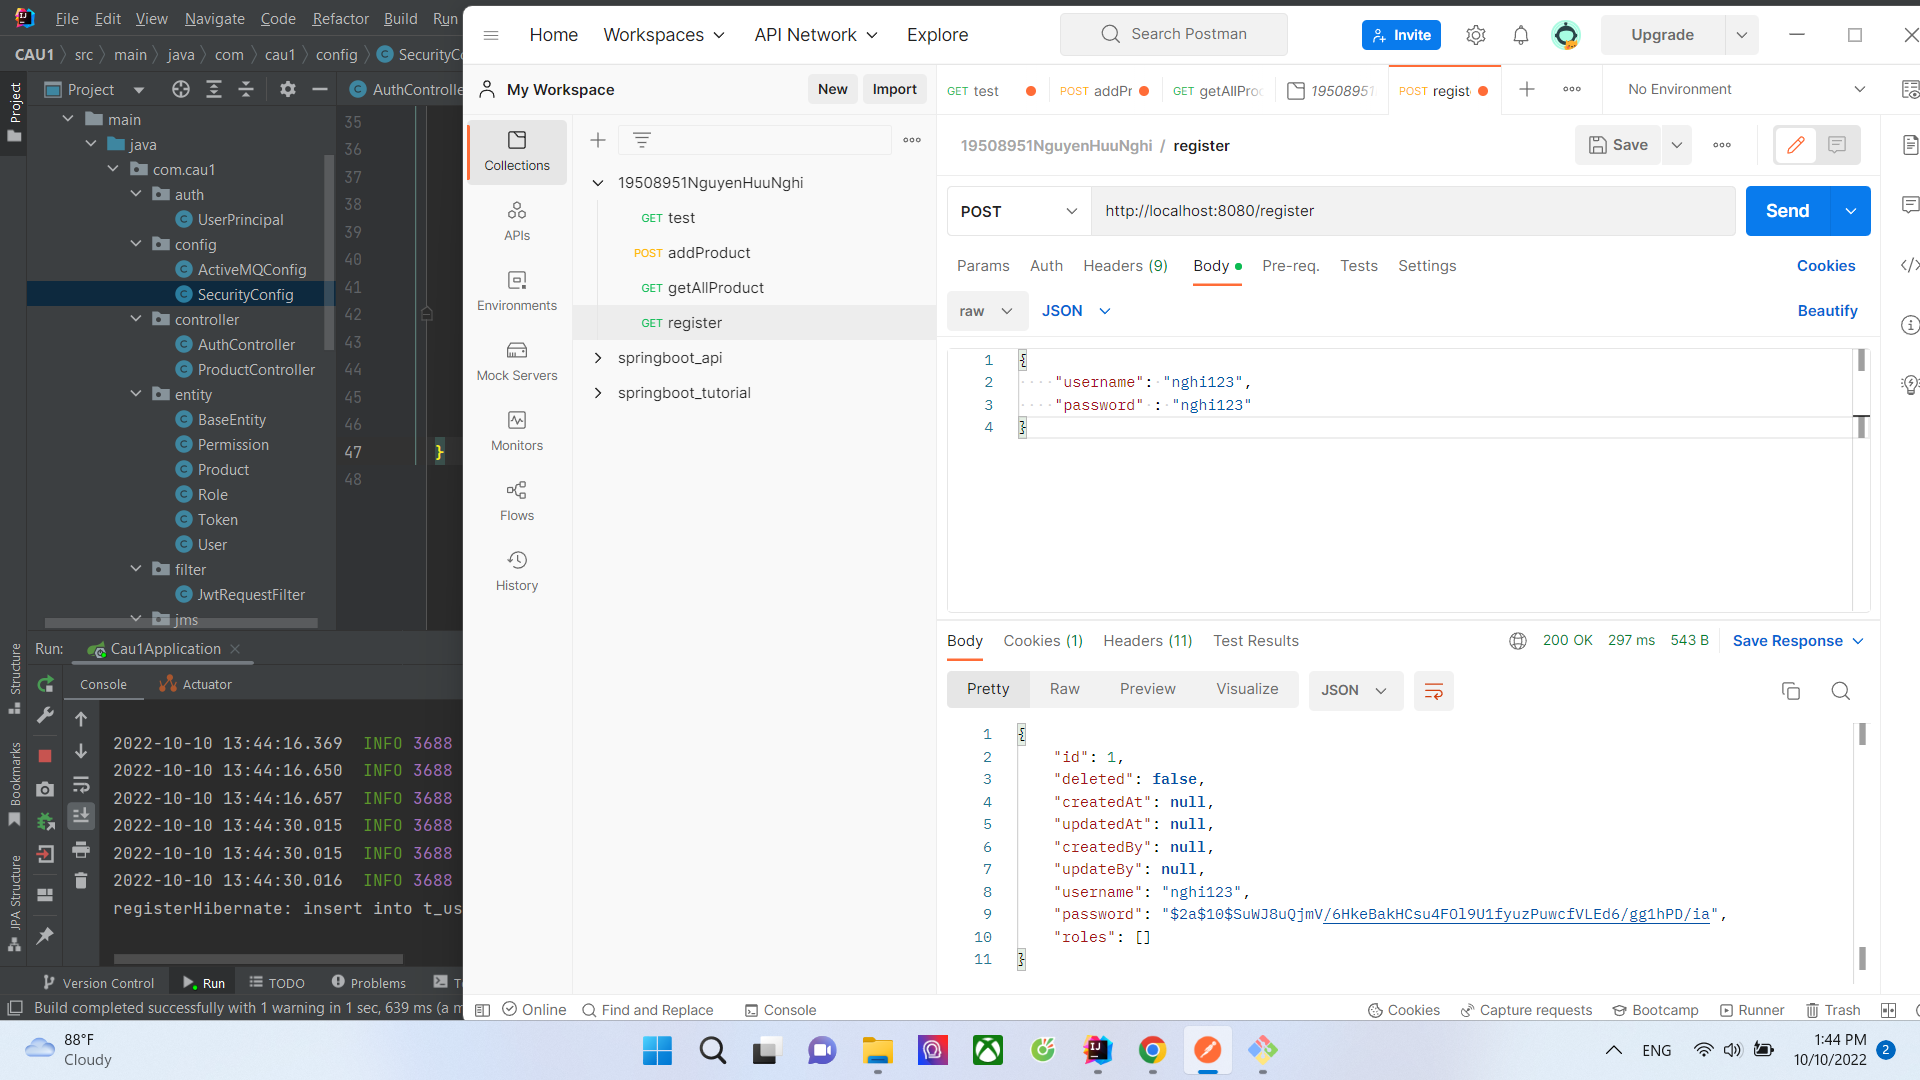 File Edit View Navigate Code Refactor Build Run
CAU1 src main java com cau1 config SecurityCo
Project
Project
AuthControlle
main
java
com.cau1
auth
UserPrincipal
config
ActiveMQConfig
SecurityConfig
controller
AuthController
ProductController
entity
BaseEntity
Permission
Product
Role
Token
User
filter
JwtRequestFilter
jms
35
36
37
38
39
40
41
42
43
44
45
46
47 }
48
Run: Cau1Application
Console Actuator
Structure
Bookmarks
JPA Structure
2022-10-10 13:44:16.369 INFO 3688
2022-10-10 13:44:16.650 INFO 3688
2022-10-10 13:44:16.657 INFO 3688
2022-10-10 13:44:30.015 INFO 3688
2022-10-10 13:44:30.015 INFO 3688
2022-10-10 13:44:30.016 INFO 3688
registerHibernate: insert into t_us
Version Control Run TODO Problems Te
Build completed successfully with 1 warning in 1 sec, 639 ms (a m
Home Workspaces API Network Explore
Search Postman
Invite
Upgrade
My Workspace
New Import
Collections
APIs
Environments
Mock Servers
Monitors
Flows
History
19508951NguyenHuuNghi
GET test
POST addProduct
GET getAllProduct
GET register
springboot_api
springboot_tutorial
GET test POST addPr GET getAllProd 19508951 POST regist
No Environment
19508951NguyenHuuNghi / register
Save
POST http://localhost:8080/register
Send
Params Auth Headers (9) Body Pre-req. Tests Settings
Cookies
raw JSON
Beautify
1 {
2 "username": "nghi123",
3 "password" : "nghi123"
4 }
Body Cookies (1) Headers (11) Test Results
200 OK 297 ms 543 B Save Response
Pretty Raw Preview Visualize JSON
1 {
2 "id": 1,
3 "deleted": false,
4 "createdAt": null,
5 "updatedAt": null,
6 "createdBy": null,
7 "updateBy": null,
8 "username": "nghi123",
9 "password": "$2a$10$SuWJ8uQjmV/6HkeBakHCsu4FOl9U1fyuzPuwcfVLEd6/gg1hPD/ia",
10 "roles": []
11 }
Online Find and Replace Console
Cookies Capture requests Bootcamp Runner Trash
88°F
Cloudy
ENG
1:44 PM
10/10/2022
2